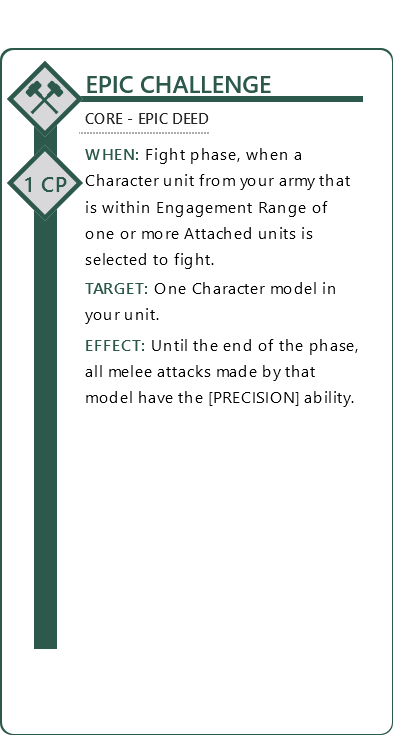 EPIC CHALLENGE
CORE - EPIC DEED
1 CP
WHEN: Fight phase, when a
Character unit from your army that
is within Engagement Range of
one or more Attached units is
selected to fight.
TARGET: One Character model in
your unit.
EFFECT: Until the end of the phase,
all melee attacks made by that
model have the [PRECISION] ability.